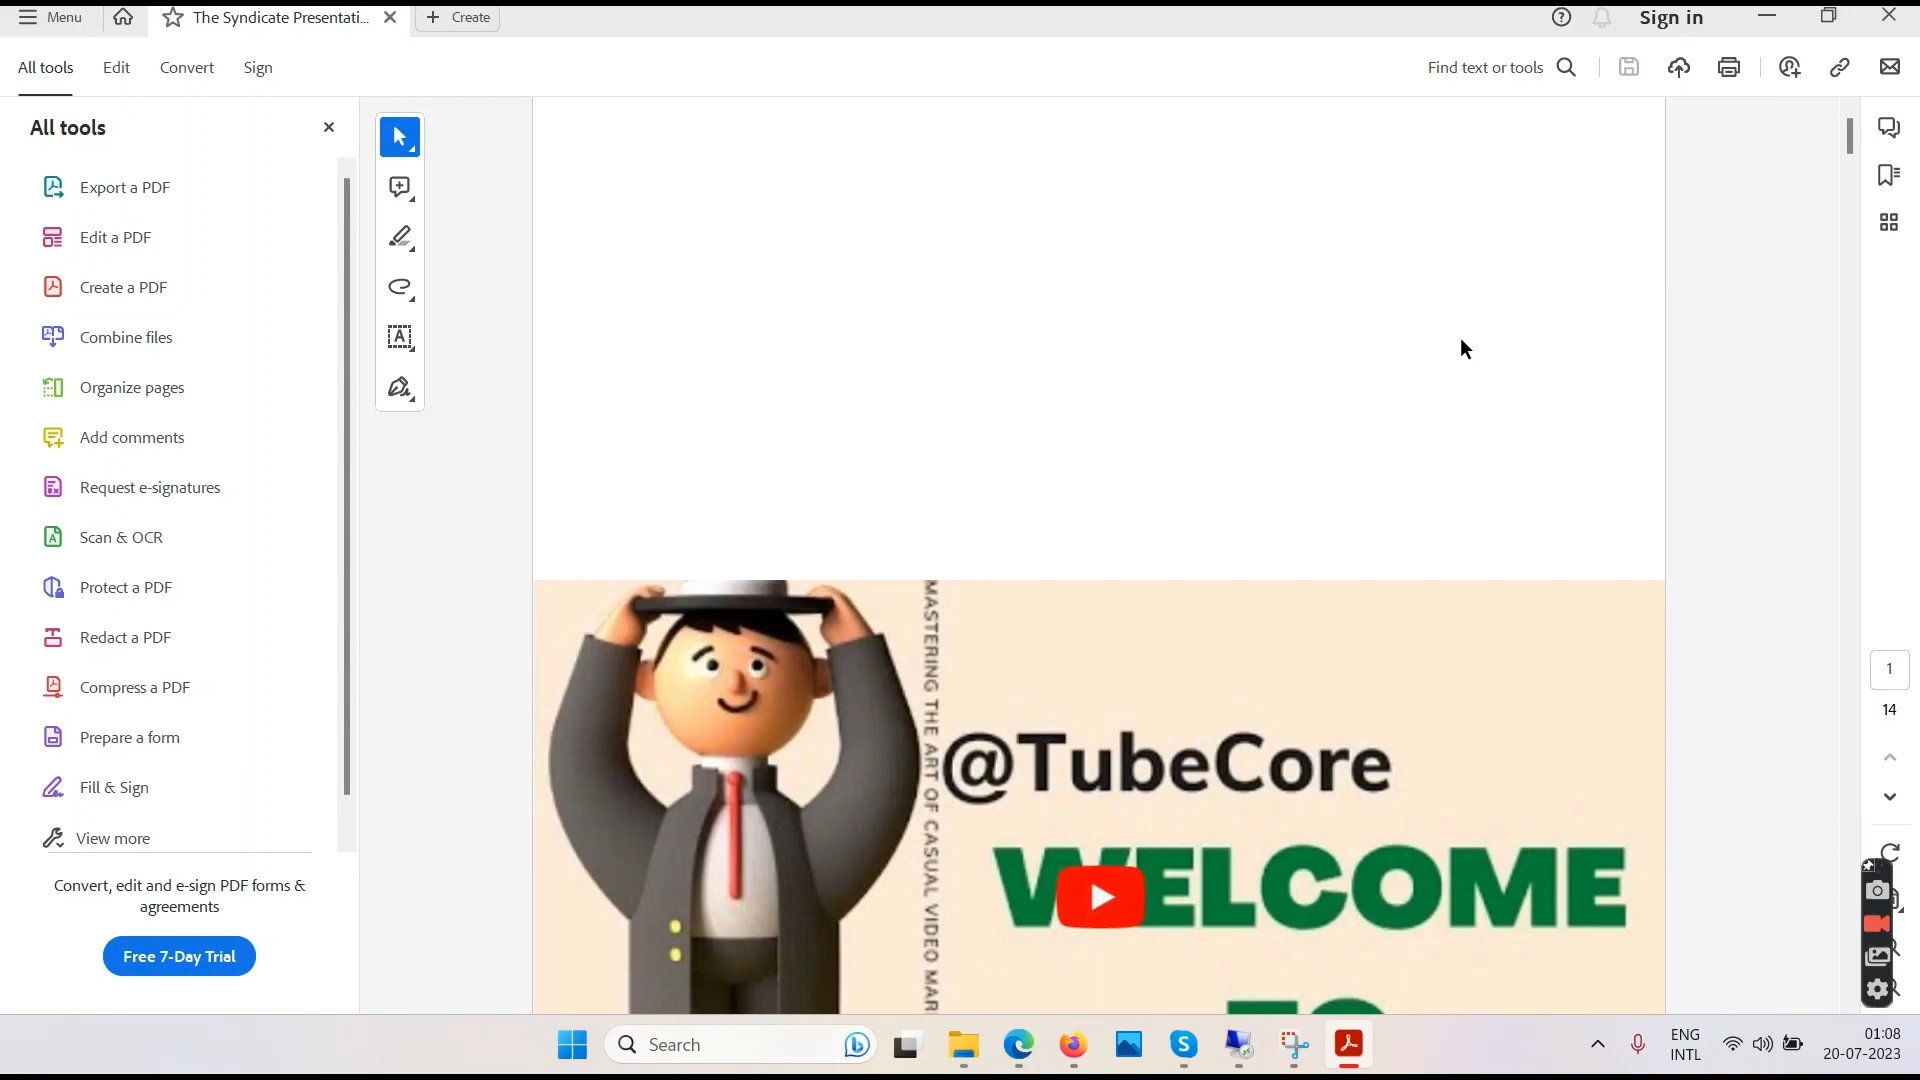 Menu
The Syndicate Presentati...
Create
Sign in
All tools
Edit
Convert
Sign
Find text or tools
All tools
Export a PDF
Edit a PDF
Create a PDF
Combine files
Organize pages
Add comments
Request e-signatures
Scan & OCR
Protect a PDF
Redact a PDF
Compress a PDF
Prepare a form
Fill & Sign
View more
Convert, edit and e-sign PDF forms &
agreements
Free 7-Day Trial
MASTERING THE ART OF CASUAL VIDEO MAR
@TubeCore
WELCOME
1
14
Search
ENG
INTL
01:08
20-07-2023